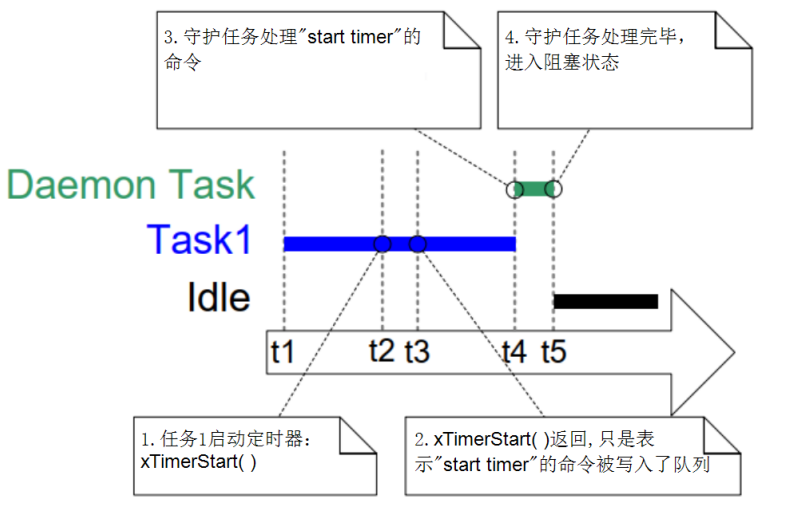 3. 守护任务处理"start timer"的
命令
4. 守护任务处理完毕，
进入阻塞状态
Daemon Task
Task1
Idle
t1 t2 t3 t4 t5
1. 任务1启动定时器：
xTimerStart( )
2. xTimerStart( )返回，只是表
示"start timer"的命令被写入了队列